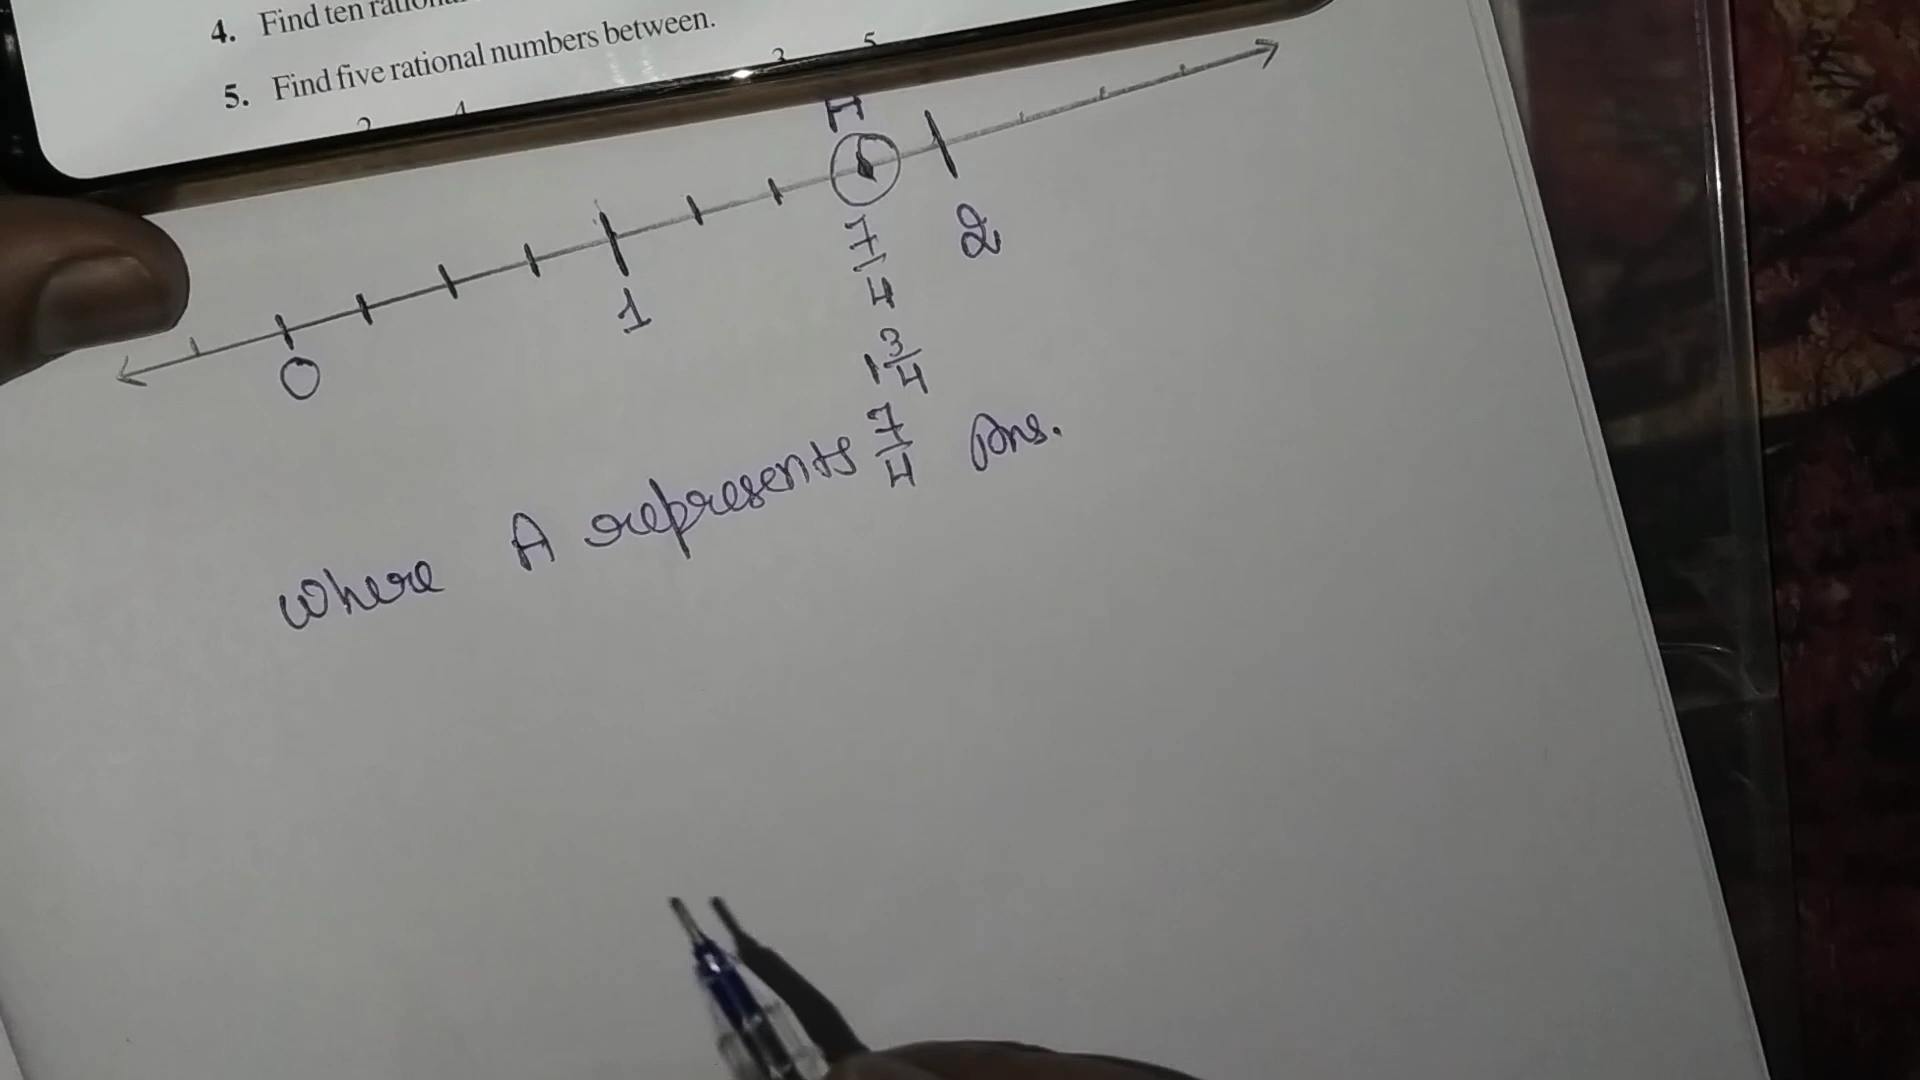 4. Find ten
5. Find five rational numbers between.
0
1
7/4
2
1 3/4
where A represents 7/4 Ans.